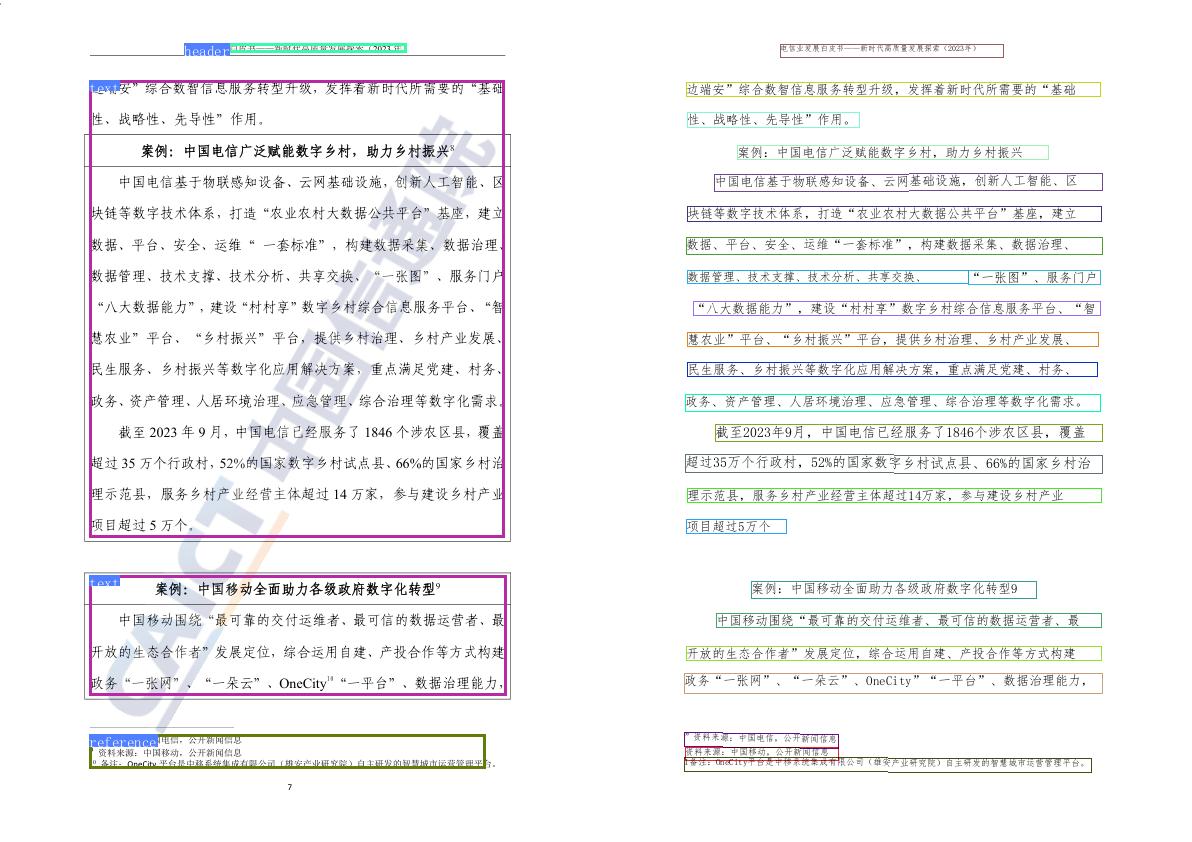 header
电信业发展白皮书——新时代高质量发展探索（2023年）
text
边端安”综合数智信息服务转型升级，发挥着新时代所需要的“基础
性、战略性、先导性”作用。
案例：中国电信广泛赋能数字乡村，助力乡村振兴8
中国电信基于物联感知设备、云网基础设施，创新人工智能、区
块链等数字技术体系，打造“农业农村大数据公共平台”基座，建立
数据、平台、安全、运维“ 一套标准”，构建数据采集、数据治理、
数据管理、技术支撑、技术分析、共享交换、“一张图”、服务门户
“八大数据能力”，建设“村村享”数字乡村综合信息服务平台、“智
慧农业”平台、“乡村振兴”平台，提供乡村治理、乡村产业发展、
民生服务、乡村振兴等数字化应用解决方案，重点满足党建、村务、
政务、资产管理、人居环境治理、应急管理、综合治理等数字化需求。
截至 2023 年 9 月，中国电信已经服务了 1846 个涉农区县，覆盖
超过 35 万个行政村，52%的国家数字乡村试点县、66%的国家乡村治
理示范县，服务乡村产业经营主体超过 14 万家，参与建设乡村产业
项目超过 5 万个。
text
案例：中国移动全面助力各级政府数字化转型9
中国移动围绕“最可靠的交付运维者、最可信的数据运营者、最
开放的生态合作者”发展定位，综合运用自建、产投合作等方式构建
政务“一张网”、“一朵云”、OneCity10“一平台”、数据治理能力，
reference
电信，公开新闻信息
资料来源：中国移动，公开新闻信息
备注：OneCity 平台是中移系统集成有限公司（雄安产业研究院）自主研发的智慧城市运营管理平台。
7
CAICT 中国信通院
电信业发展白皮书——新时代高质量发展探索（2023年）
边端安”综合数智信息服务转型升级，发挥着新时代所需要的“基础
性、战略性、先导性”作用。
案例：中国电信广泛赋能数字乡村，助力乡村振兴
中国电信基于物联感知设备、云网基础设施，创新人工智能、区
块链等数字技术体系，打造“农业农村大数据公共平台”基座，建立
数据、平台、安全、运维“一套标准”，构建数据采集、数据治理、
数据管理、技术支撑、技术分析、共享交换、“一张图”、服务门户
“八大数据能力”，建设“村村享”数字乡村综合信息服务平台、“智
慧农业”平台、“乡村振兴”平台，提供乡村治理、乡村产业发展、
民生服务、乡村振兴等数字化应用解决方案，重点满足党建、村务、
政务、资产管理、人居环境治理、应急管理、综合治理等数字化需求。
截至2023年9月，中国电信已经服务了1846个涉农区县，覆盖
超过35万个行政村，52%的国家数字乡村试点县、66%的国家乡村治
理示范县，服务乡村产业经营主体超过14万家，参与建设乡村产业
项目超过5万个
案例：中国移动全面助力各级政府数字化转型9
中国移动围绕“最可靠的交付运维者、最可信的数据运营者、最
开放的生态合作者”发展定位，综合运用自建、产投合作等方式构建
政务“一张网”、“一朵云”、OneCity”“一平台”、数据治理能力，
资料来源：中国电信，公开新闻信息
资料来源：中国移动，公开新闻信息
备注：OneCity平台是中移系统集成有限公司（雄安产业研究院）自主研发的智慧城市运营管理平台。